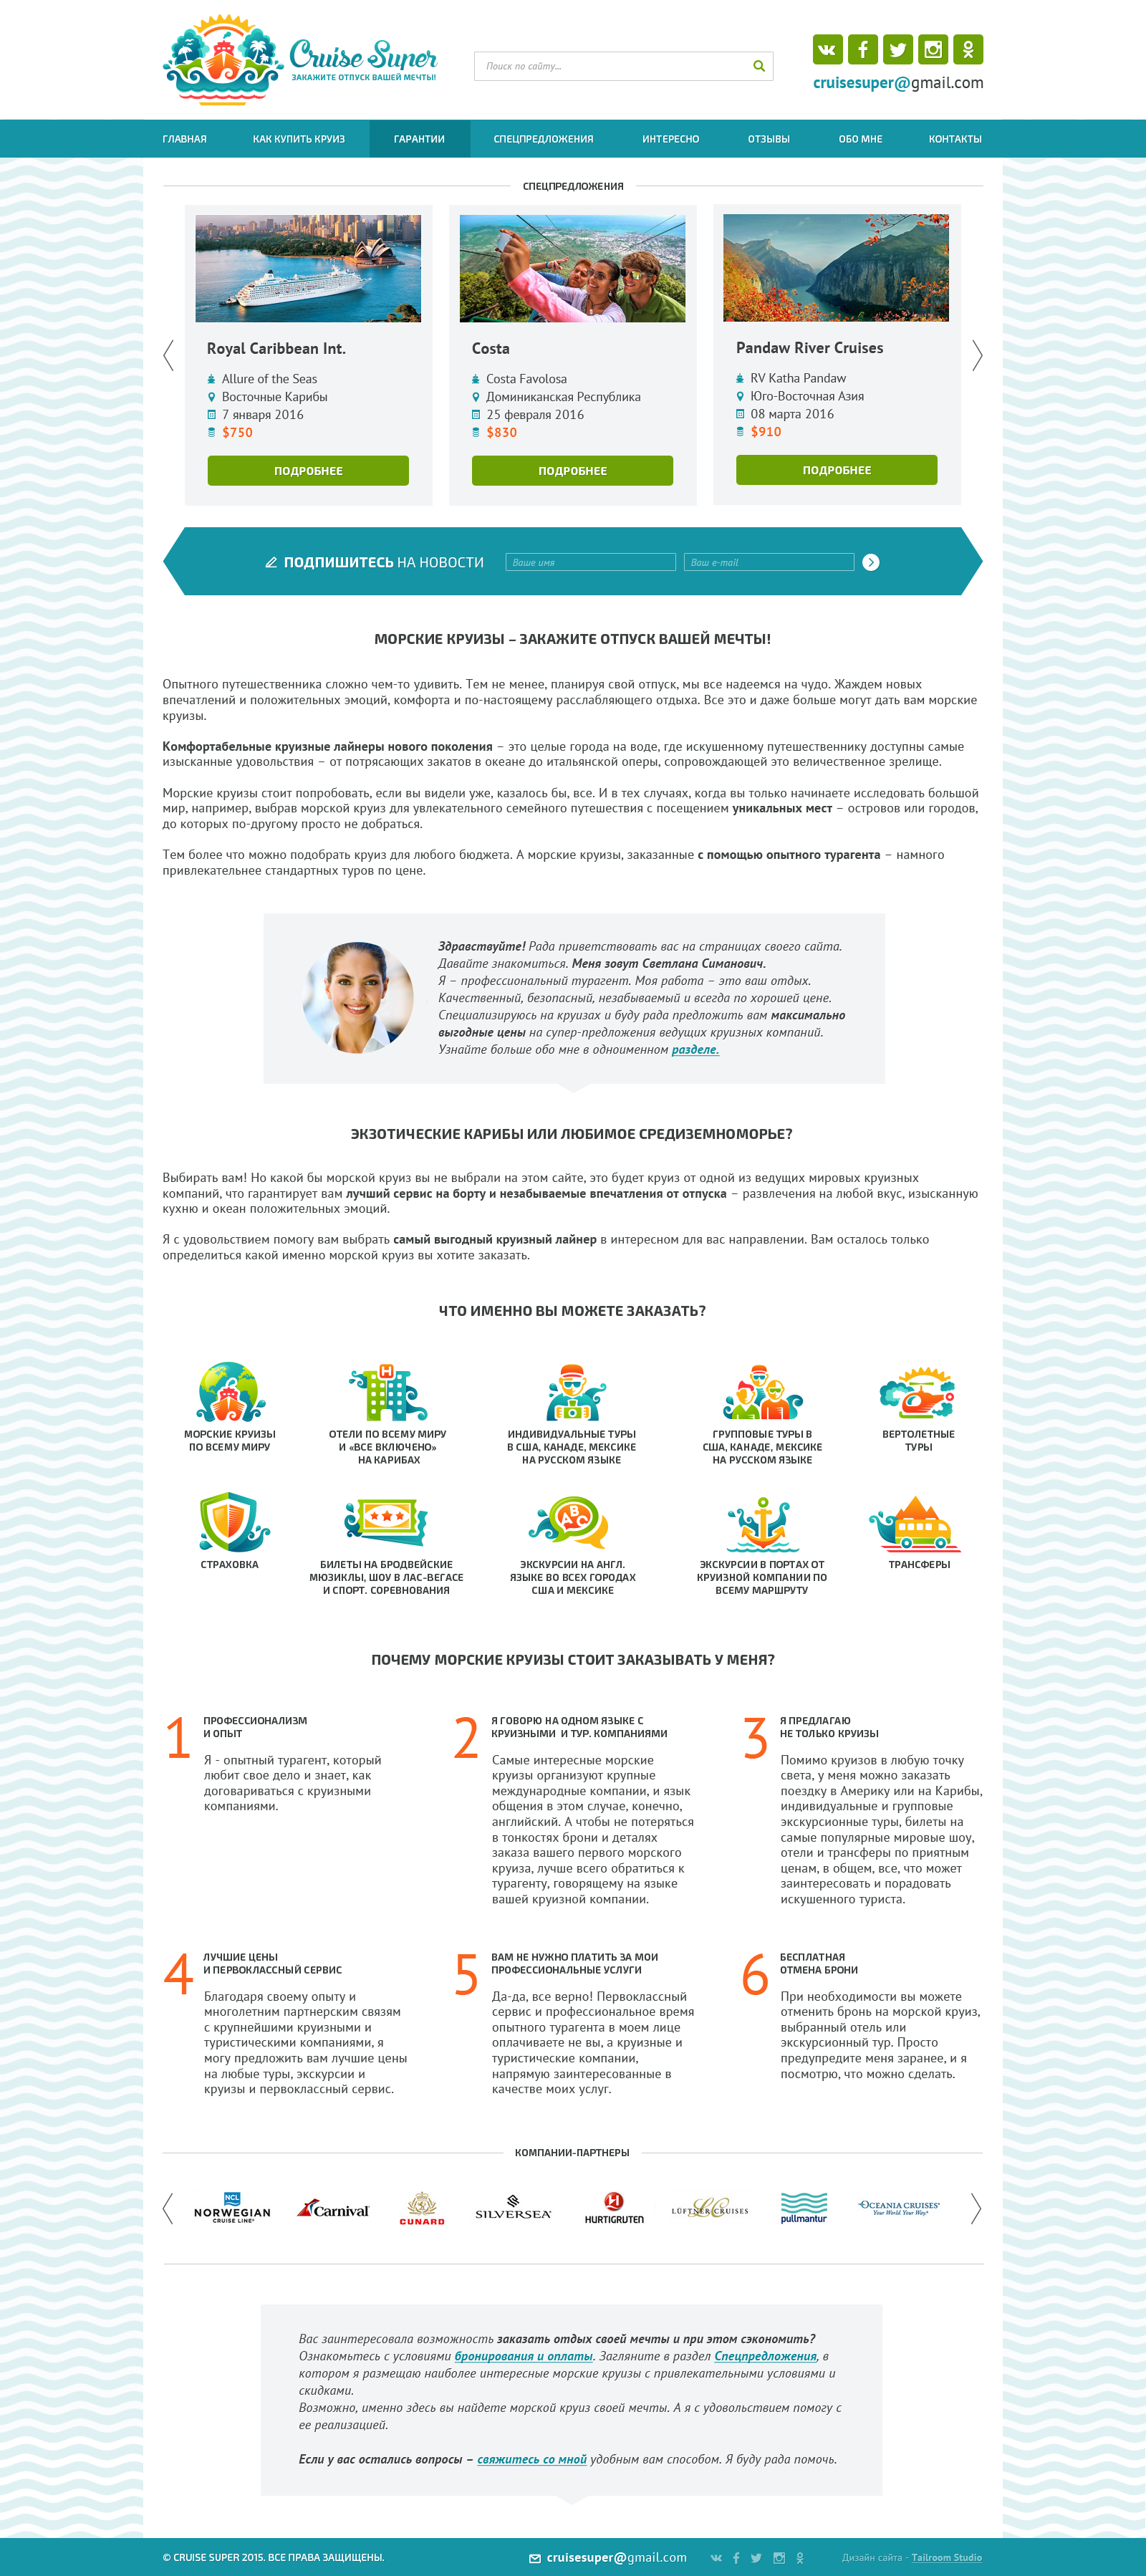 Cruise Super
ЗАКАЖИТЕ ОТПУСК ВАШЕЙ МЕЧТЫ!
Поиск по сайту...
cruisesuper@gmail.com
ГЛАВНАЯ КАК КУПИТЬ КРУИЗ ГАРАНТИИ СПЕЦПРЕДЛОЖЕНИЯ ИНТЕРЕСНО ОТЗЫВЫ ОБО МНЕ КОНТАКТЫ
СПЕЦПРЕДЛОЖЕНИЯ
Royal Caribbean Int.
Allure of the Seas
Восточные Карибы
7 января 2016
$750
ПОДРОБНЕЕ
Costa
Costa Favolosa
Доминиканская Республика
25 февраля 2016
$830
ПОДРОБНЕЕ
Pandaw River Cruises
RV Katha Pandaw
Юго-Восточная Азия
08 марта 2016
$910
ПОДРОБНЕЕ
ПОДПИШИТЕСЬ НА НОВОСТИ
Ваше имя
Ваш e-mail
МОРСКИЕ КРУИЗЫ – ЗАКАЖИТЕ ОТПУСК ВАШЕЙ МЕЧТЫ!
Опытного путешественника сложно чем-то удивить. Тем не менее, планируя свой отпуск, мы все надеемся на чудо. Жаждем новых
впечатлений и положительных эмоций, комфорта и по-настоящему расслабляющего отдыха. Все это и даже больше могут дать вам морские
круизы.
Комфортабельные круизные лайнеры нового поколения – это целые города на воде, где искушенному путешественнику доступны самые
изысканные удовольствия – от потрясающих закатов в океане до итальянской оперы, сопровождающей это величественное зрелище.
Морские круизы стоит попробовать, если вы видели уже, казалось бы, все. И в тех случаях, когда вы только начинаете исследовать большой
мир, например, выбрав морской круиз для увлекательного семейного путешествия с посещением уникальных мест – островов или городов,
до которых по-другому просто не добраться.
Тем более что можно подобрать круиз для любого бюджета. А морские круизы, заказанные с помощью опытного турагента – намного
привлекательнее стандартных туров по цене.
Здравствуйте! Рада приветствовать вас на страницах своего сайта.
Давайте знакомиться. Меня зовут Светлана Симанович.
Я – профессиональный турагент. Моя работа – это ваш отдых.
Качественный, безопасный, незабываемый и всегда по хорошей цене.
Специализируюсь на круизах и буду рада предложить вам максимально
выгодные цены на супер-предложения ведущих круизных компаний.
Узнайте больше обо мне в одноименном разделе.
ЭКЗОТИЧЕСКИЕ КАРИБЫ ИЛИ ЛЮБИМОЕ СРЕДИЗЕМНОМОРЬЕ?
Выбирать вам! Но какой бы морской круиз вы не выбрали на этом сайте, это будет круиз от одной из ведущих мировых круизных
компаний, что гарантирует вам лучший сервис на борту и незабываемые впечатления от отпуска – развлечения на любой вкус, изысканную
кухню и океан положительных эмоций.
Я с удовольствием помогу вам выбрать самый выгодный круизный лайнер в интересном для вас направлении. Вам осталось только
определиться какой именно морской круиз вы хотите заказать.
ЧТО ИМЕННО ВЫ МОЖЕТЕ ЗАКАЗАТЬ?
МОРСКИЕ КРУИЗЫ
ПО ВСЕМУ МИРУ
H
ОТЕЛИ ПО ВСЕМУ МИРУ
И «ВСЕ ВКЛЮЧЕНО»
НА КАРИБАХ
ИНДИВИДУАЛЬНЫЕ ТУРЫ
В США, КАНАДЕ, МЕКСИКЕ
НА РУССКОМ ЯЗЫКЕ
ГРУППОВЫЕ ТУРЫ В
США, КАНАДЕ, МЕКСИКЕ
НА РУССКОМ ЯЗЫКЕ
ВЕРТОЛЕТНЫЕ
ТУРЫ
СТРАХОВКА
БИЛЕТЫ НА БРОДВЕЙСКИЕ
МЮЗИКЛЫ, ШОУ В ЛАС-ВЕГАСЕ
И СПОРТ. СОРЕВНОВАНИЯ
ABC
ЭКСКУРСИИ НА АНГЛ.
ЯЗЫКЕ ВО ВСЕХ ГОРОДАХ
США И МЕКСИКЕ
ЭКСКУРСИИ В ПОРТАХ ОТ
КРУИЗНОЙ КОМПАНИИ ПО
ВСЕМУ МАРШРУТУ
ТРАНСФЕРЫ
ПОЧЕМУ МОРСКИЕ КРУИЗЫ СТОИТ ЗАКАЗЫВАТЬ У МЕНЯ?
1
ПРОФЕССИОНАЛИЗМ
И ОПЫТ
Я - опытный турагент, который
любит свое дело и знает, как
договариваться с круизными
компаниями.
2
Я ГОВОРЮ НА ОДНОМ ЯЗЫКЕ С
КРУИЗНЫМИ И ТУР. КОМПАНИЯМИ
Самые интересные морские
круизы организуют крупные
международные компании, и язык
общения в этом случае, конечно,
английский. А чтобы не потеряться
в тонкостях брони и деталях
заказа вашего первого морского
круиза, лучше всего обратиться к
турагенту, говорящему на языке
вашей круизной компании.
3
Я ПРЕДЛАГАЮ
НЕ ТОЛЬКО КРУИЗЫ
Помимо круизов в любую точку
света, у меня можно заказать
поездку в Америку или на Карибы,
индивидуальные и групповые
экскурсионные туры, билеты на
самые популярные мировые шоу,
отели и трансферы по приятным
ценам, в общем, все, что может
заинтересовать и порадовать
искушенного туриста.
4
ЛУЧШИЕ ЦЕНЫ
И ПЕРВОКЛАССНЫЙ СЕРВИС
Благодаря своему опыту и
многолетним партнерским связям
с крупнейшими круизными и
туристическими компаниями, я
могу предложить вам лучшие цены
на любые туры, экскурсии и
круизы и первоклассный сервис.
5
ВАМ НЕ НУЖНО ПЛАТИТЬ ЗА МОИ
ПРОФЕССИОНАЛЬНЫЕ УСЛУГИ
Да-да, все верно! Первоклассный
сервис и профессиональное время
опытного турагента в моем лице
оплачиваете не вы, а круизные и
туристические компании,
напрямую заинтересованные в
качестве моих услуг.
6
БЕСПЛАТНАЯ
ОТМЕНА БРОНИ
При необходимости вы можете
отменить бронь на морской круиз,
выбранный отель или
экскурсионный тур. Просто
предупредите меня заранее, и я
посмотрю, что можно сделать.
КОМПАНИИ-ПАРТНЕРЫ
NCL
NORWEGIAN
CRUISE LINE®
Carnival
CUNARD
SILVERSEA
HURTIGRUTEN
LC
LÜFTNER CRUISES
pullmantur
OCEANIA CRUISES®
Your World. Your Way.®
Вас заинтересовала возможность заказать отдых своей мечты и при этом сэкономить?
Ознакомьтесь с условиями бронирования и оплаты. Загляните в раздел Спецпредложения, в
котором я размещаю наиболее интересные морские круизы с привлекательными условиями и
скидками.
Возможно, именно здесь вы найдете морской круиз своей мечты. А я с удовольствием помогу с
ее реализацией.
Если у вас остались вопросы – свяжитесь со мной удобным вам способом. Я буду рада помочь.
© CRUISE SUPER 2015. ВСЕ ПРАВА ЗАЩИЩЕНЫ.
cruisesuper@gmail.com
Дизайн сайта - Tailroom Studio